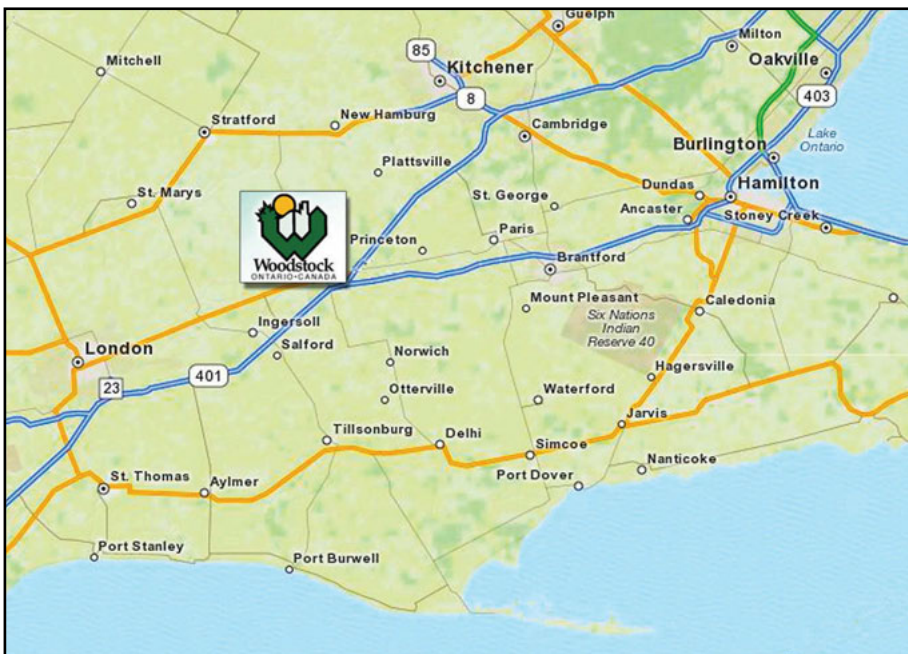 Guelph
Milton
85
Mitchell
Kitchener
Oakville
8
403
Stratford
New Hamburg
Cambridge
Lake
Ontario
Burlington
Plattsville
St. Marys
St. George
Dundas
Hamilton
Ancaster
Stoney Creek
Woodstock
ONTARIO•CANADA
Princeton
Paris
Brantford
Mount Pleasant
Six Nations
Indian
Reserve 40
Caledonia
Ingersoll
London
Salford
Norwich
401
23
Hagersville
Otterville
Waterford
Tillsonburg
Delhi
Jarvis
Simcoe
St. Thomas
Aylmer
Port Dover
Nanticoke
Port Stanley
Port Burwell